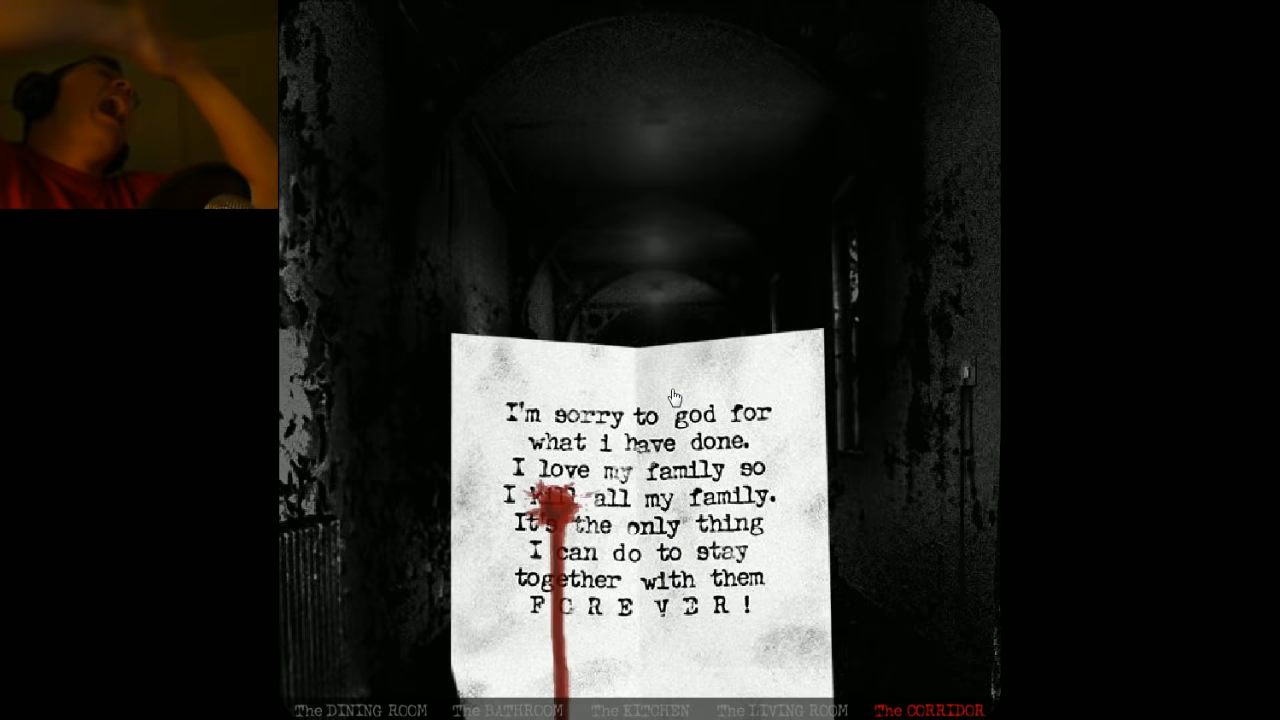 I'm sorry to god for
what i have done.
I love my family so
I kill all my family.
It's the only thing
I can do to stay
together with them
F O R E V E R !
The DINING ROOM The BATHROOM The KITCHEN The LIVING ROOM The CORRIDOR